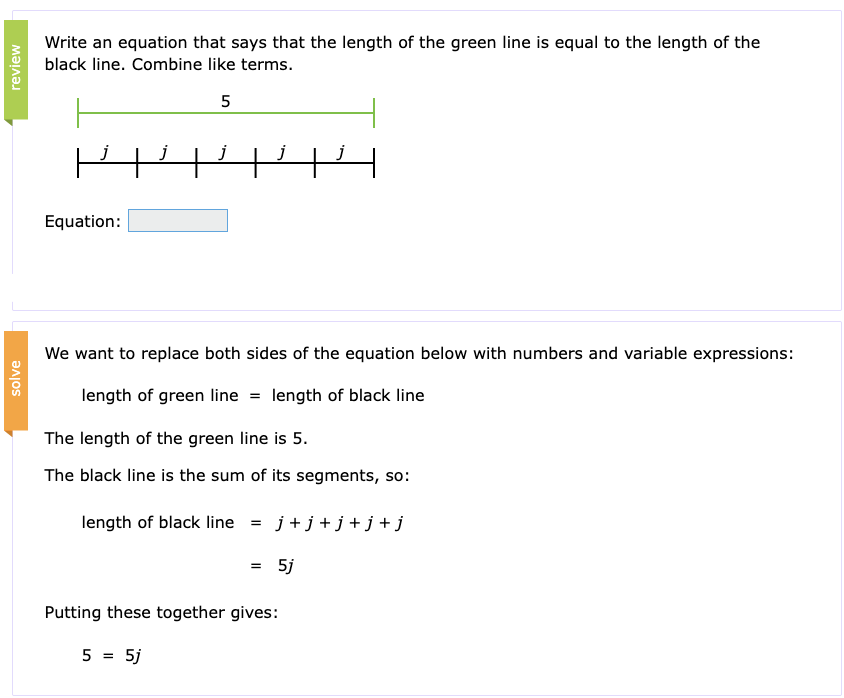 review
Write an equation that says that the length of the green line is equal to the length of the
black line. Combine like terms.
5
j j j j j
Equation:
solve
We want to replace both sides of the equation below with numbers and variable expressions:
length of green line = length of black line
The length of the green line is 5.
The black line is the sum of its segments, so:
length of black line = j + j + j + j + j
= 5j
Putting these together gives:
5 = 5j